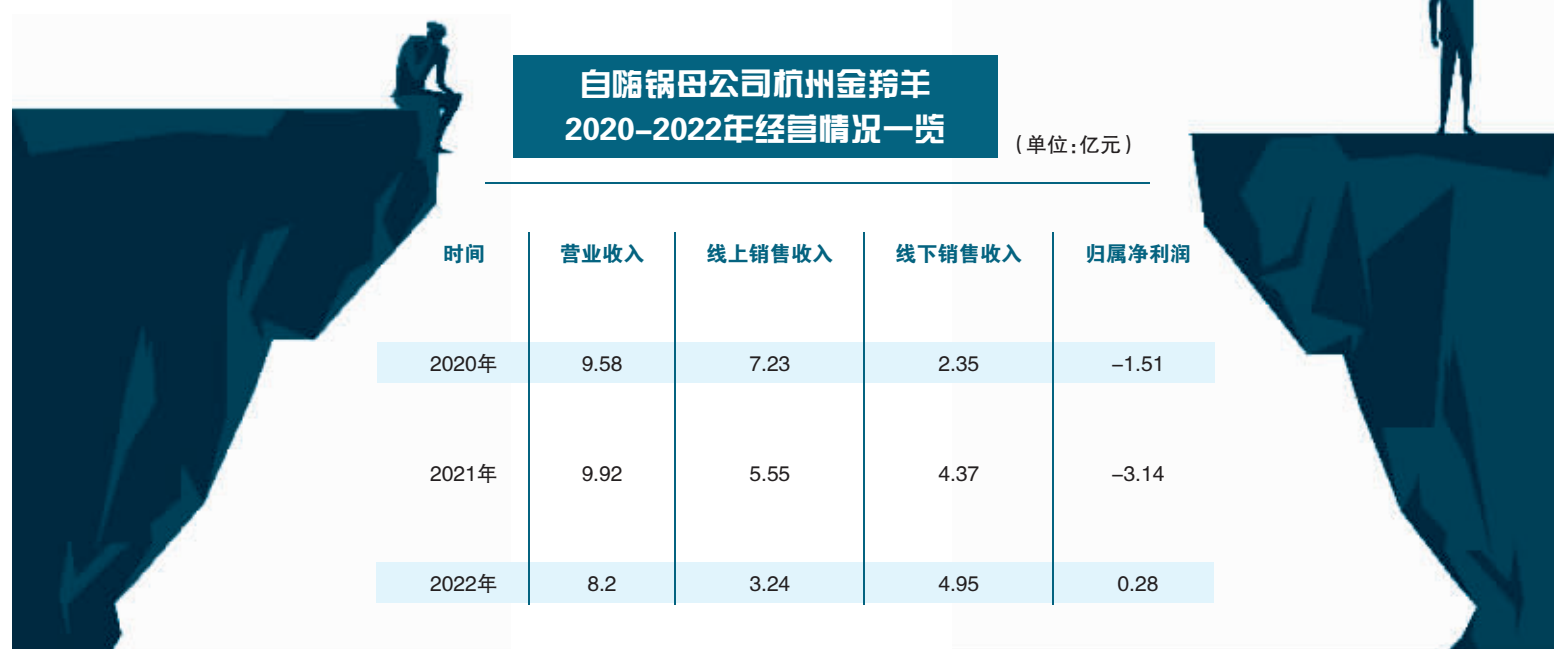 自嗨锅母公司杭州金羚羊
2020-2022年经营情况一览
（单位:亿元）
时间 营业收入 线上销售收入 线下销售收入 归属净利润
2020年 9.58 7.23 2.35 -1.51
2021年 9.92 5.55 4.37 -3.14
2022年 8.2 3.24 4.95 0.28